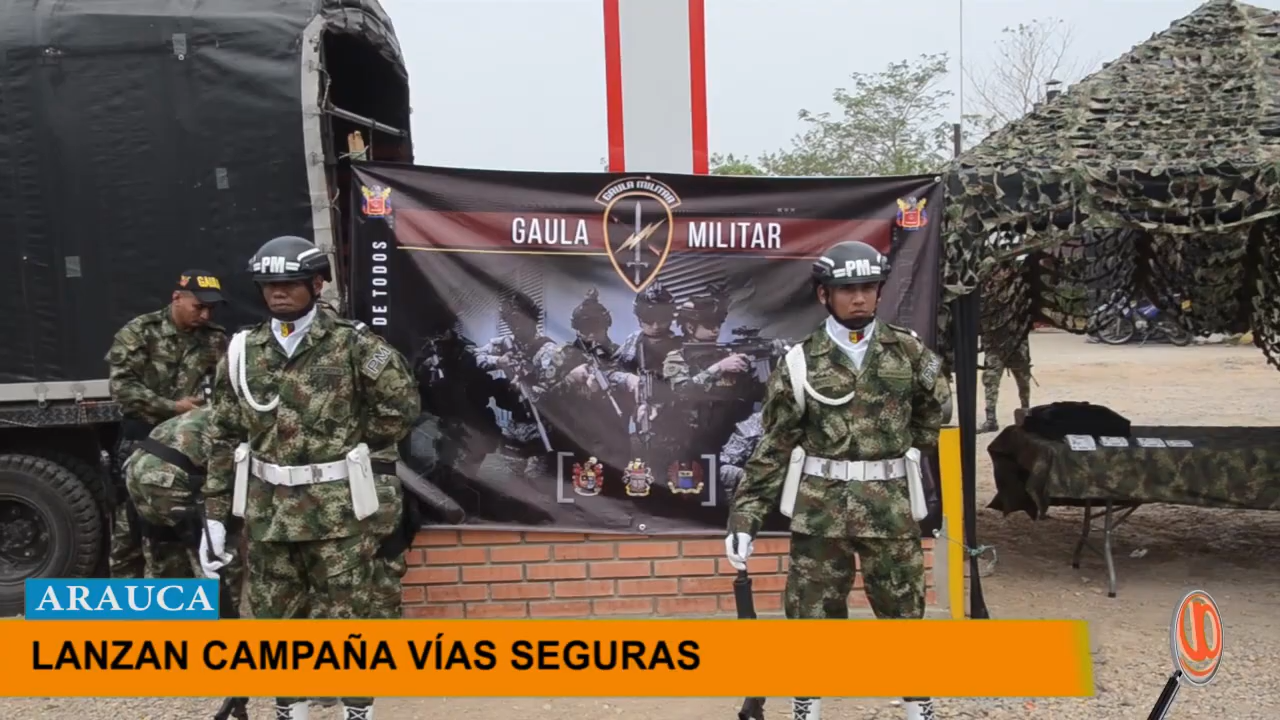 GAULA MILITAR
GAULA MILITAR
DE TODOS
GAULA
PM
PM
PM
ARAUCA
LANZAN CAMPAÑA VÍAS SEGURAS